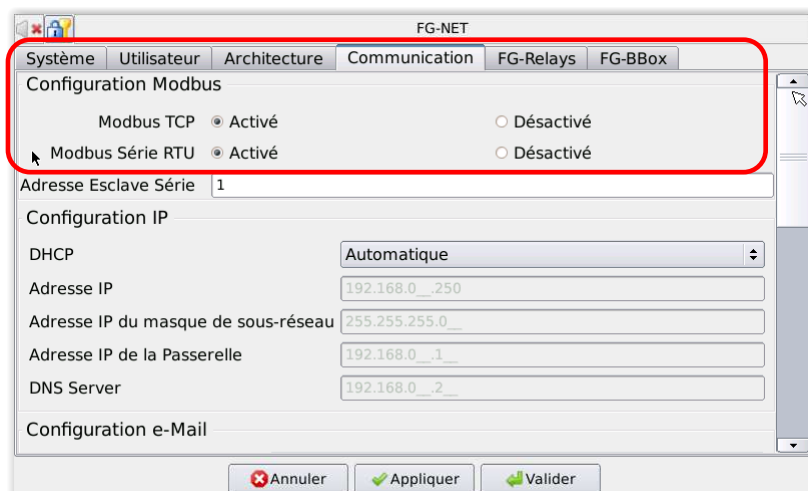 FG-NET
Système Utilisateur Architecture Communication FG-Relays FG-BBox
Configuration Modbus
Modbus TCP Activé Désactivé
Modbus Série RTU Activé Désactivé
Adresse Esclave Série 1
Configuration IP
DHCP Automatique
Adresse IP 192.168.0__.250
Adresse IP du masque de sous-réseau 255.255.255.0__
Adresse IP de la Passerelle 192.168.0__.1__
DNS Server 192.168.0__.2__
Configuration e-Mail
Annuler Appliquer Valider